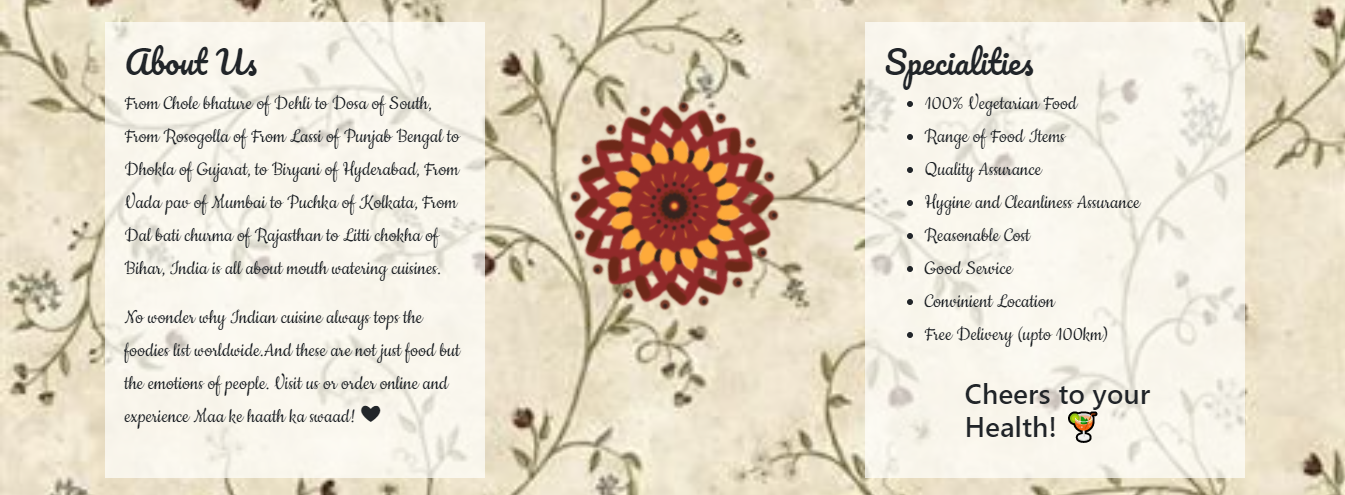 About Us
From Chole bhature of Dehli to Dosa of South,
From Rosogolla of From Lassi of Punjab Bengal to
Dhokla of Gujarat, to Biryani of Hyderabad, From
Vada pav of Mumbai to Puchka of Kolkata, From
Dal bati churma of Rajasthan to Litti chokha of
Bihar, India is all about mouth watering cuisines.
No wonder why Indian cuisine always tops the
foodies list worldwide.And these are not just food but
the emotions of people. Visit us or order online and
experience Maa ke haath ka swaad! 🖤
Specialities
• 100% Vegetarian Food
• Range of Food Items
• Quality Assurance
• Hygine and Cleanliness Assurance
• Reasonable Cost
• Good Service
• Convinient Location
• Free Delivery (upto 100km)
Cheers to your
Health! 🍹